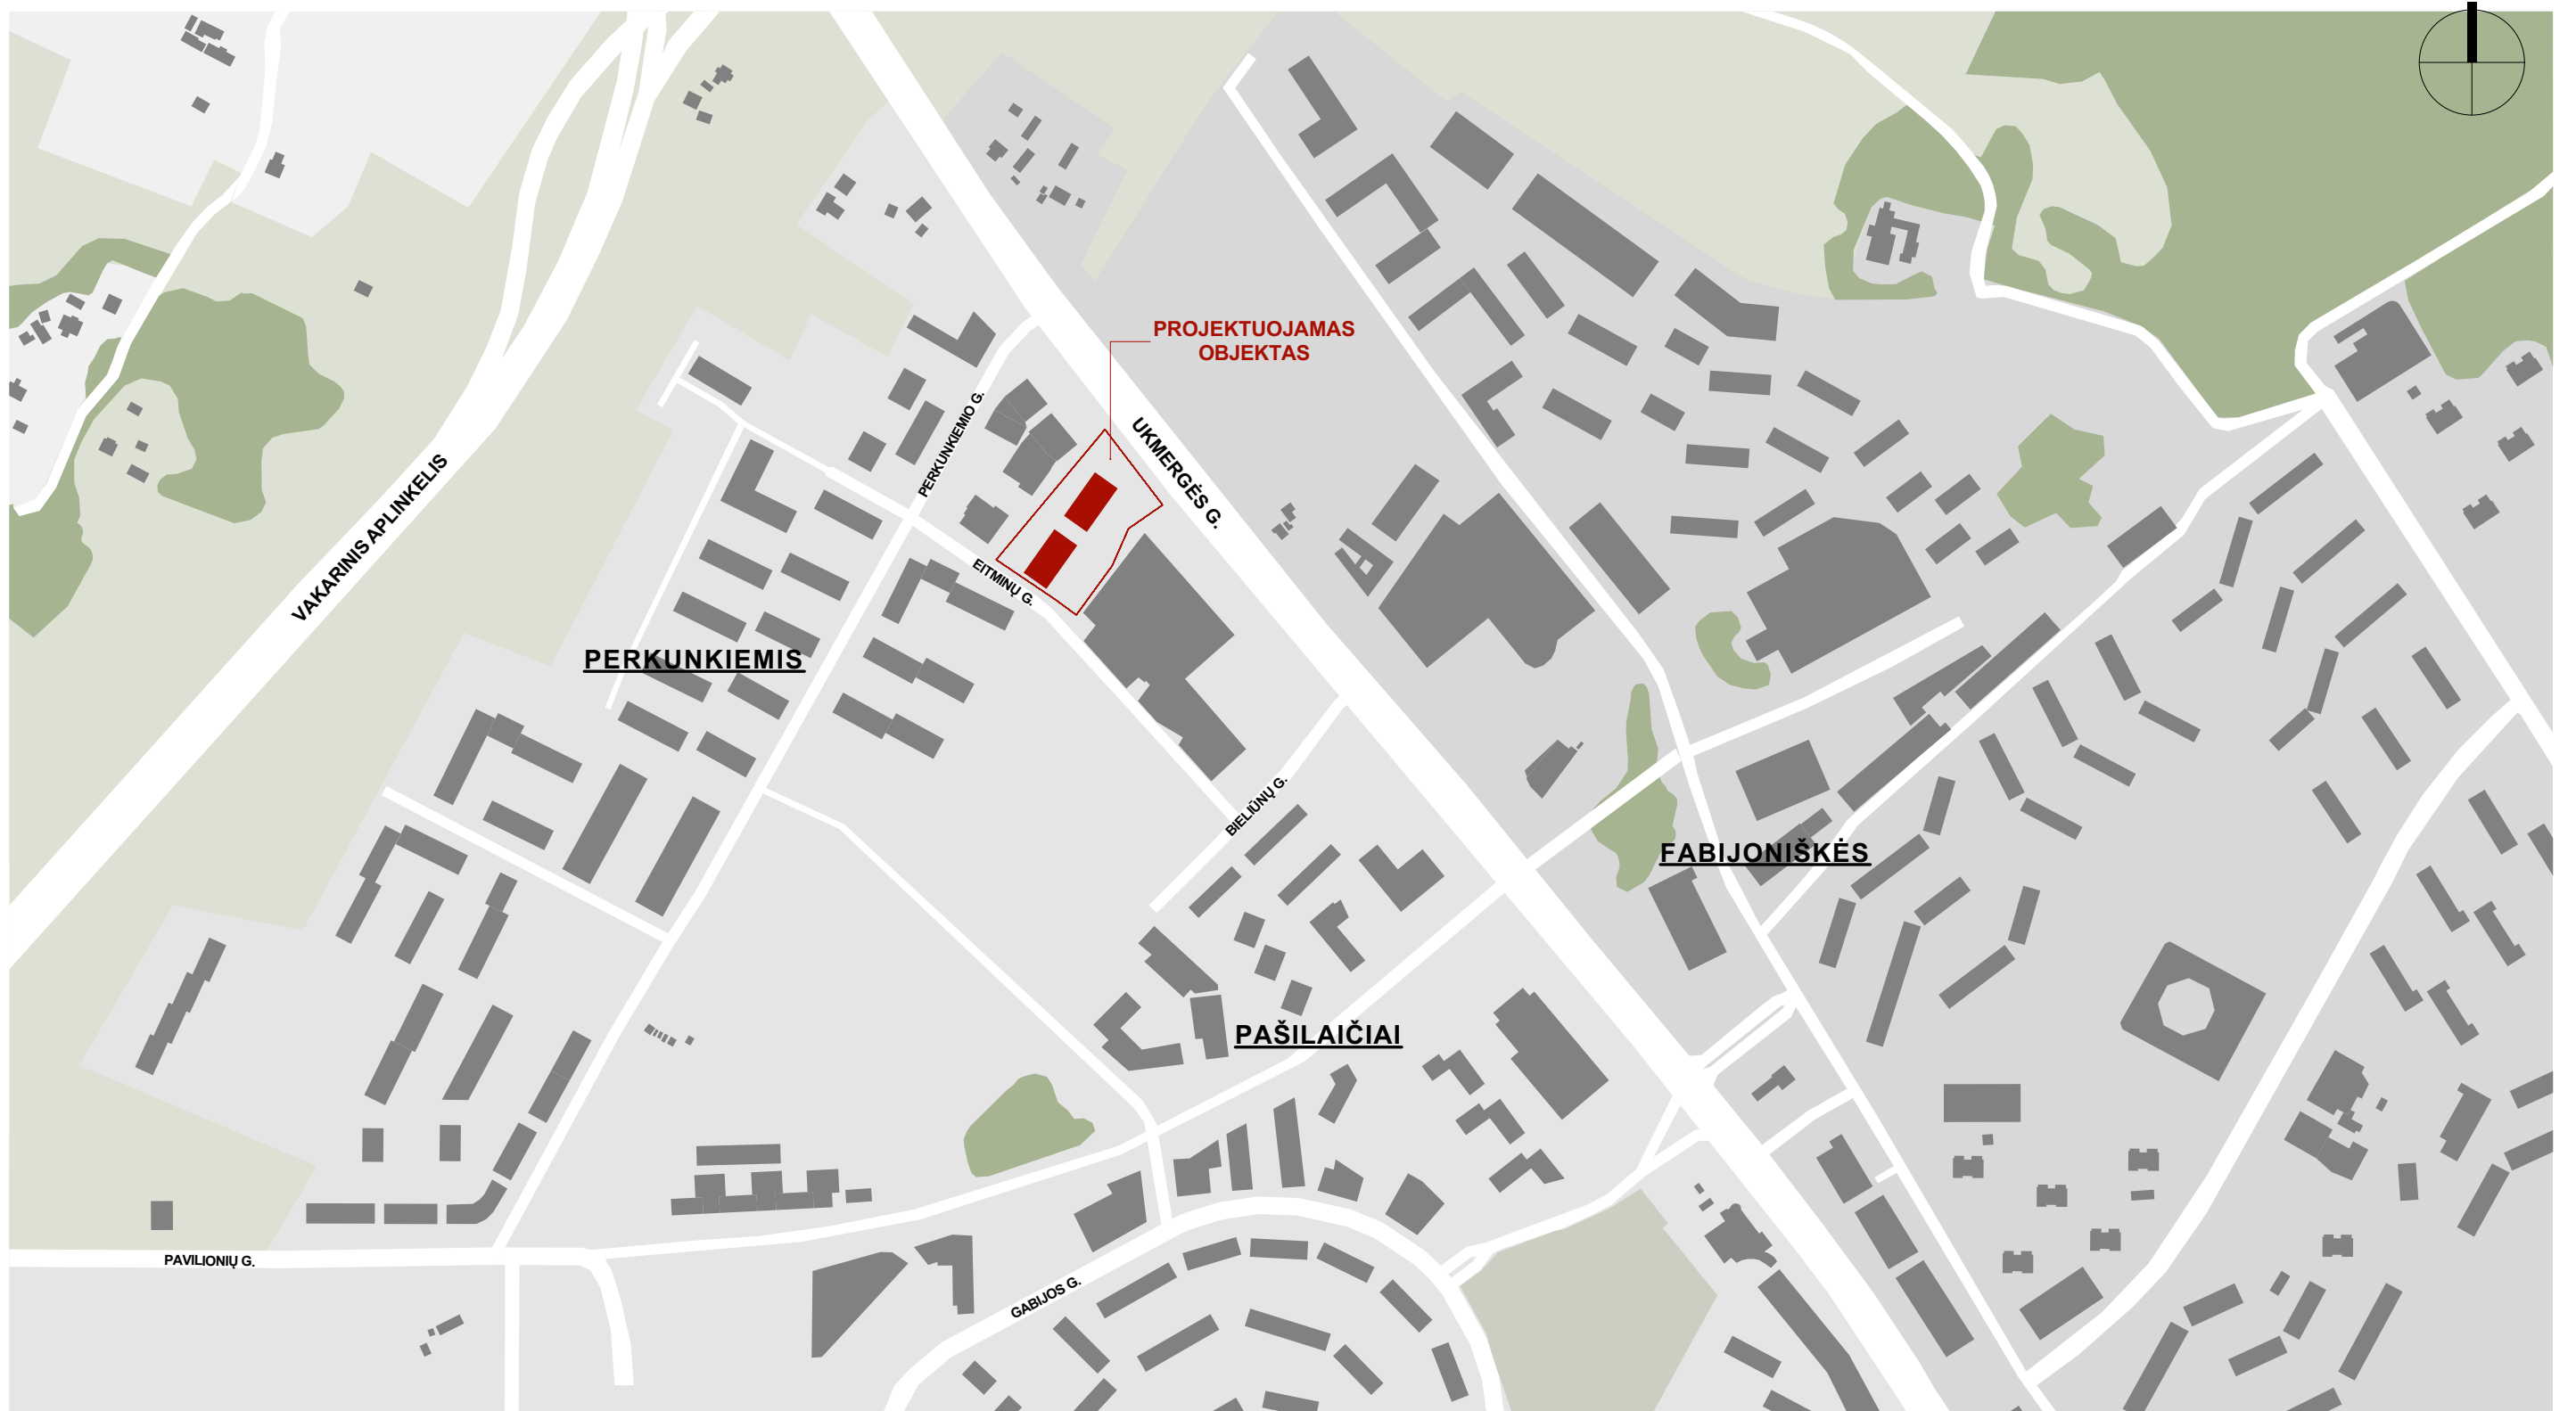 PROJEKTUOJAMAS
OBJEKTAS
PERKUNKIEMIO G.
UKMERGĖS G.
VAKARINIS APLINKELIS
EITMINŲ G.
PERKUNKIEMIS
BIELIŪNŲ G.
FABIJONIŠKĖS
PAŠILAIČIAI
PAVILIONIŲ G.
GABIJOS G.